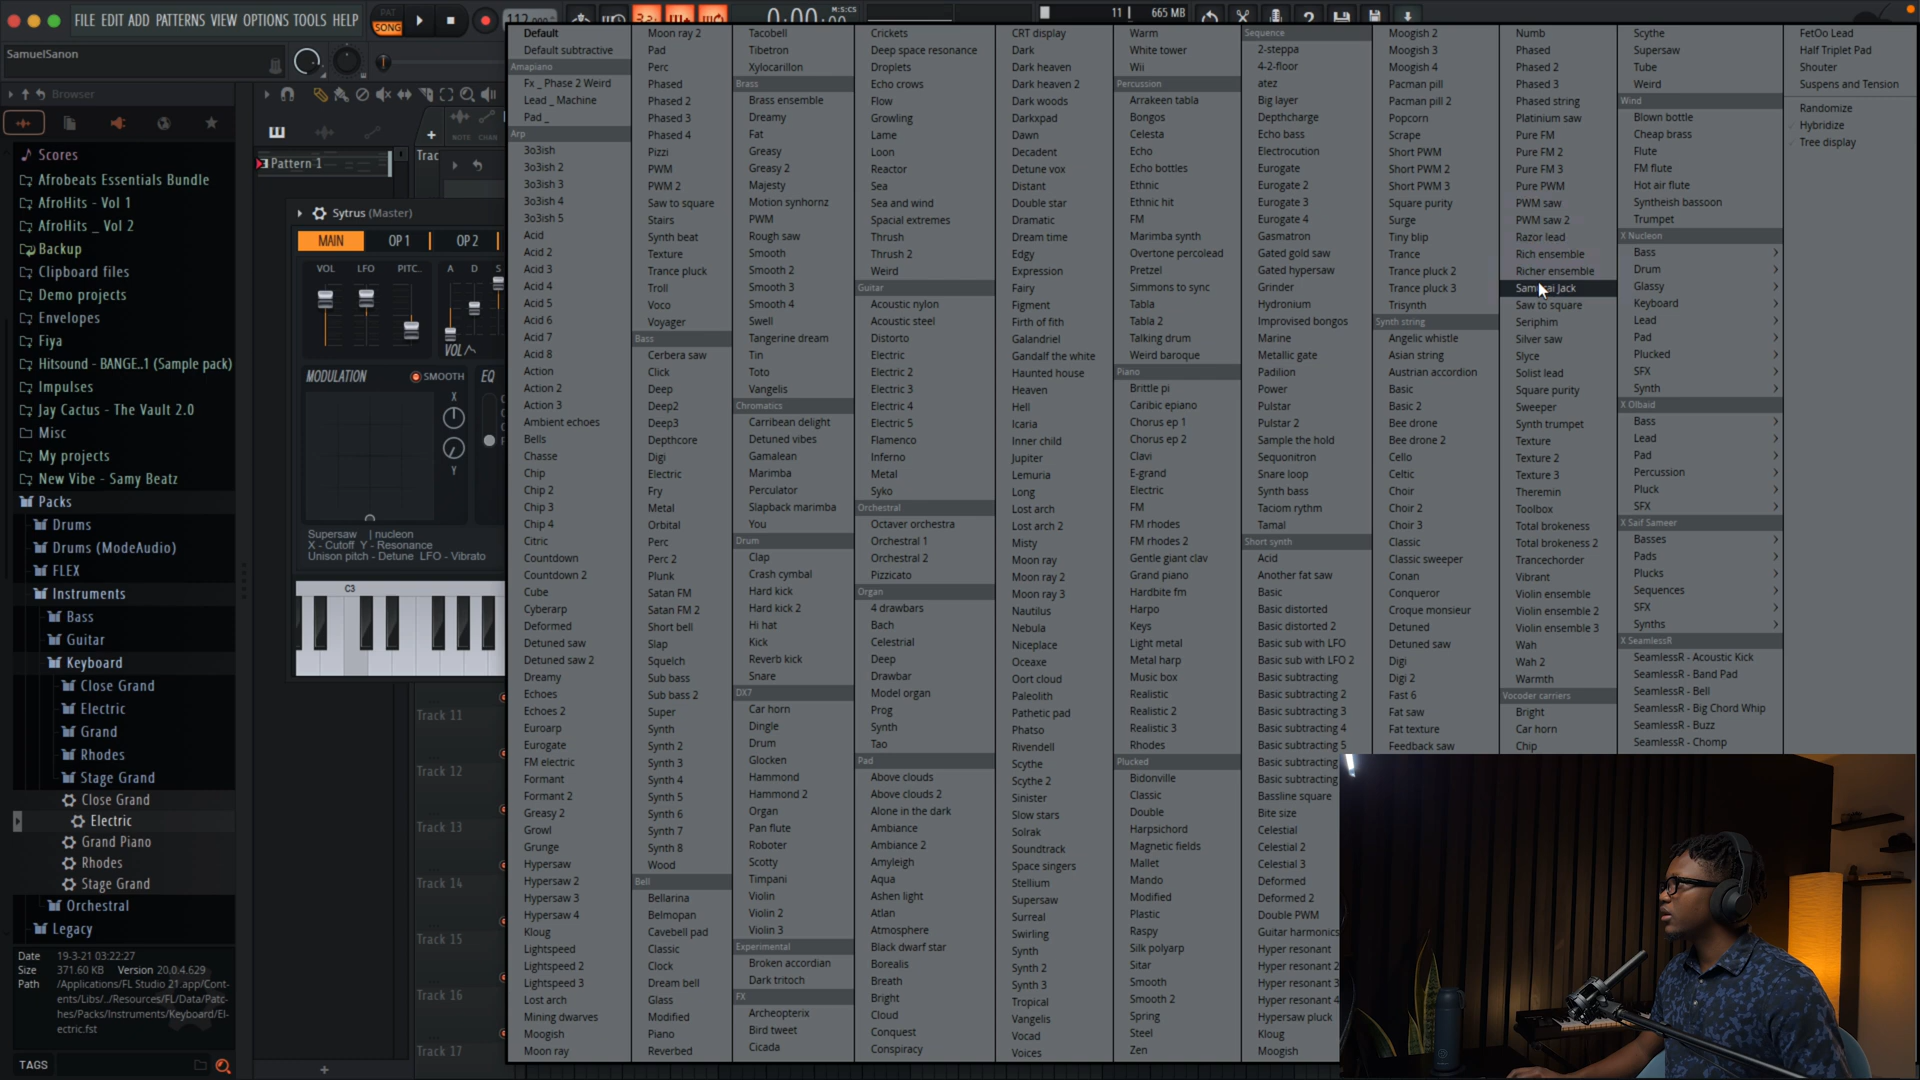 FILE EDIT ADD PATTERNS VIEW OPTIONS TOOLS HELP
PAT
SONG
M:S:CS
11
665 MB
SamuelSanon
Browser
Scores
Afrobeats Essentials Bundle
AfroHits - Vol 1
AfroHits _ Vol 2
Backup
Clipboard files
Demo projects
Envelopes
Fiya
Hitsound - BANGE..1 (Sample pack)
Impulses
Jay Cactus - The Vault 2.0
Misc
My projects
New Vibe - Samy Beatz
Packs
Drums
Drums (ModeAudio)
FLEX
Instruments
Bass
Guitar
Keyboard
Close Grand
Electric
Grand
Rhodes
Stage Grand
Close Grand
Electric
Grand Piano
Rhodes
Stage Grand
Orchestral
Legacy
Date 19-3-21 03:22:27
Size 371.60 KB Version 20.0.4.629
Path /Applications/FL Studio 21.app/Cont-
ents/Libs/../Resources/FL/Data/Patc-
hes/Packs/Instruments/Keyboard/El-
ectric.fst
TAGS
NOTE CHAN
Pattern 1
Sytrus (Master)
MAIN OP 1 OP 2
VOL LFO PITC.. A D S
VOL
MODULATION SMOOTH EQ
X
Y
Supersaw | nucleon
X - Cutoff Y - Resonance
Unison pitch - Detune LFO - Vibrato
C3
Track 11
Track 12
Track 13
Track 14
Track 15
Track 16
Track 17
Default
Default subtractive
Amapiano
Fx _ Phase 2 Weird
Lead _ Machine
Pad _
Arp
3o3ish
3o3ish 2
3o3ish 3
3o3ish 4
3o3ish 5
Acid
Acid 2
Acid 3
Acid 4
Acid 5
Acid 6
Acid 7
Acid 8
Action
Action 2
Action 3
Ambient echoes
Bells
Chasse
Chip
Chip 2
Chip 3
Chip 4
Citric
Countdown
Countdown 2
Cube
Cyberarp
Deformed
Detuned saw
Detuned saw 2
Dreamy
Echoes
Echoes 2
Euroarp
Eurogate
FM electric
Formant
Formant 2
Greasy 2
Growl
Grunge
Hypersaw
Hypersaw 2
Hypersaw 3
Hypersaw 4
Kloug
Lightspeed
Lightspeed 2
Lightspeed 3
Lost arch
Mining dwarves
Moogish
Moon ray
Moon ray 2
Pad
Perc
Phased
Phased 2
Phased 3
Phased 4
Pizzi
PWM
PWM 2
Saw to square
Stairs
Synth beat
Texture
Trance pluck
Troll
Voco
Voyager
Bass
Cerbera saw
Click
Deep
Deep2
Deep3
Depthcore
Digi
Electric
Fry
Metal
Orbital
Perc
Perc 2
Plunk
Satan FM
Satan FM 2
Short bell
Slap
Squelch
Sub bass
Sub bass 2
Super
Synth
Synth 2
Synth 3
Synth 4
Synth 5
Synth 6
Synth 7
Synth 8
Wood
Bell
Bellarina
Belmopan
Cavebell pad
Classic
Clock
Dream bell
Glass
Modified
Piano
Reverbed
Tacobell
Tibetron
Xylocarillon
Brass
Brass ensemble
Dreamy
Fat
Greasy
Greasy 2
Majesty
Motion synhornz
PWM
Rough saw
Smooth
Smooth 2
Smooth 3
Smooth 4
Swell
Tangerine dream
Tin
Toto
Vangelis
Chromatics
Carribean delight
Detuned vibes
Gamalean
Marimba
Perculator
Slapback marimba
You
Drum
Clap
Crash cymbal
Hard kick
Hard kick 2
Hi hat
Kick
Reverb kick
Snare
DX7
Car horn
Dingle
Drum
Glocken
Hammond
Hammond 2
Organ
Pan flute
Roboter
Scotty
Timpani
Violin
Violin 2
Violin 3
Experimental
Broken accordian
Dark tritoch
FX
Archeopterix
Bird tweet
Cicada
Crickets
Deep space resonance
Droplets
Echo crows
Flow
Growling
Lame
Loon
Reactor
Sea
Sea and wind
Spacial extremes
Thrush
Thrush 2
Weird
Guitar
Acoustic nylon
Acoustic steel
Distorto
Electric
Electric 2
Electric 3
Electric 4
Electric 5
Flamenco
Inferno
Metal
Syko
Orchestral
Octaver orchestra
Orchestral 1
Orchestral 2
Pizzicato
Organ
4 drawbars
Bach
Celestrial
Deep
Drawbar
Model organ
Prog
Synth
Tao
Pad
Above clouds
Above clouds 2
Alone in the dark
Ambiance
Ambiance 2
Amyleigh
Aqua
Ashen light
Atlan
Atmosphere
Black dwarf star
Borealis
Breath
Bright
Cloud
Conquest
Conspiracy
CRT display
Dark
Dark heaven
Dark heaven 2
Dark woods
Darkxpad
Dawn
Decadent
Detune vox
Distant
Double star
Dramatic
Dream time
Edgy
Expression
Fairy
Figment
Firth of fith
Galandriel
Gandalf the white
Haunted house
Heaven
Hell
Icaria
Inner child
Jupiter
Lemuria
Long
Lost arch
Lost arch 2
Misty
Moon ray
Moon ray 2
Moon ray 3
Nautilus
Nebula
Niceplace
Oceaxe
Oort cloud
Paleolith
Pathetic pad
Phatso
Rivendell
Scythe
Scythe 2
Sinister
Slow stars
Solrak
Soundtrack
Space singers
Stellium
Supersaw
Surreal
Swirling
Synth
Synth 2
Synth 3
Tropical
Vangelis
Vocad
Voices
Warm
White tower
Wii
Percussion
Arrakeen tabla
Bongos
Celesta
Echo
Echo bottles
Ethnic
Ethnic hit
FM
Marimba synth
Overtone percolead
Pretzel
Simmons to sync
Tabla
Tabla 2
Talking drum
Weird baroque
Piano
Brittle pi
Caribic epiano
Chorus ep 1
Chorus ep 2
Clavi
E-grand
Electric
FM
FM rhodes
FM rhodes 2
Gentle giant clav
Grand piano
Hardbite fm
Harpo
Keys
Light metal
Metal harp
Music box
Realistic
Realistic 2
Realistic 3
Rhodes
Plucked
Bidonville
Classic
Double
Harpsichord
Magnetic fields
Mallet
Mando
Modified
Plastic
Raspy
Silk polyarp
Sitar
Smooth
Smooth 2
Spring
Steel
Zen
Sequence
2-steppa
4-2-floor
atez
Big layer
Depthcharge
Echo bass
Electrocution
Eurogate
Eurogate 2
Eurogate 3
Eurogate 4
Gasmatron
Gated gold saw
Gated hypersaw
Grinder
Hydronium
Improvised bongos
Marine
Metallic gate
Padilion
Power
Pulstar
Pulstar 2
Sample the hold
Sequonitron
Snare loop
Synth bass
Taciom rythm
Tamal
Short synth
Acid
Another fat saw
Basic
Basic distorted
Basic distorted 2
Basic sub with LFO
Basic sub with LFO 2
Basic subtracting
Basic subtracting 2
Basic subtracting 3
Basic subtracting 4
Basic subtracting 5
Basic subtracting
Basic subtracting
Bassline square
Bite size
Celestial
Celestial 2
Celestial 3
Deformed
Deformed 2
Double PWM
Guitar harmonics
Hyper resonant
Hyper resonant 2
Hyper resonant 3
Hyper resonant 4
Hypersaw pluck
Kloug
Moogish
Moogish 2
Moogish 3
Moogish 4
Pacman pill
Pacman pill 2
Popcorn
Scrape
Short PWM
Short PWM 2
Short PWM 3
Square purity
Surge
Tiny blip
Trance
Trance pluck 2
Trance pluck 3
Trisynth
Synth string
Angelic whistle
Asian string
Austrian accordion
Basic
Basic 2
Bee drone
Bee drone 2
Cello
Celtic
Choir
Choir 2
Choir 3
Classic
Classic sweeper
Conan
Conqueror
Croque monsieur
Detuned
Detuned saw
Digi
Digi 2
Fast 6
Fat saw
Fat texture
Feedback saw
Numb
Phased
Phased 2
Phased 3
Phased string
Platinium saw
Pure FM
Pure FM 2
Pure FM 3
Pure PWM
PWM saw
PWM saw 2
Razor lead
Rich ensemble
Richer ensemble
Samurai Jack
Saw to square
Seriphim
Silver saw
Slyce
Solist lead
Square purity
Sweeper
Synth trumpet
Texture
Texture 2
Texture 3
Theremin
Toolbox
Total brokeness
Total brokeness 2
Trancechorder
Vibrant
Violin ensemble
Violin ensemble 2
Violin ensemble 3
Wah
Wah 2
Warmth
Vocoder carriers
Bright
Car horn
Chip
Scythe
Supersaw
Tube
Weird
Wind
Blown bottle
Cheap brass
Flute
FM flute
Hot air flute
Syntheish bassoon
Trumpet
X Nucleon
Bass
Drum
Glassy
Keyboard
Lead
Pad
Plucked
SFX
Synth
X Olbaid
Bass
Lead
Pad
Percussion
Pluck
SFX
X Saif Sameer
Basses
Pads
Plucks
Sequences
SFX
Synths
X SeamlessR
SeamlessR - Acoustic Kick
SeamlessR - Band Pad
SeamlessR - Bell
SeamlessR - Big Chord Whip
SeamlessR - Buzz
SeamlessR - Chomp
FetOo Lead
Half Triplet Pad
Shouter
Suspens and Tension
Randomize
Hybridize
Tree display